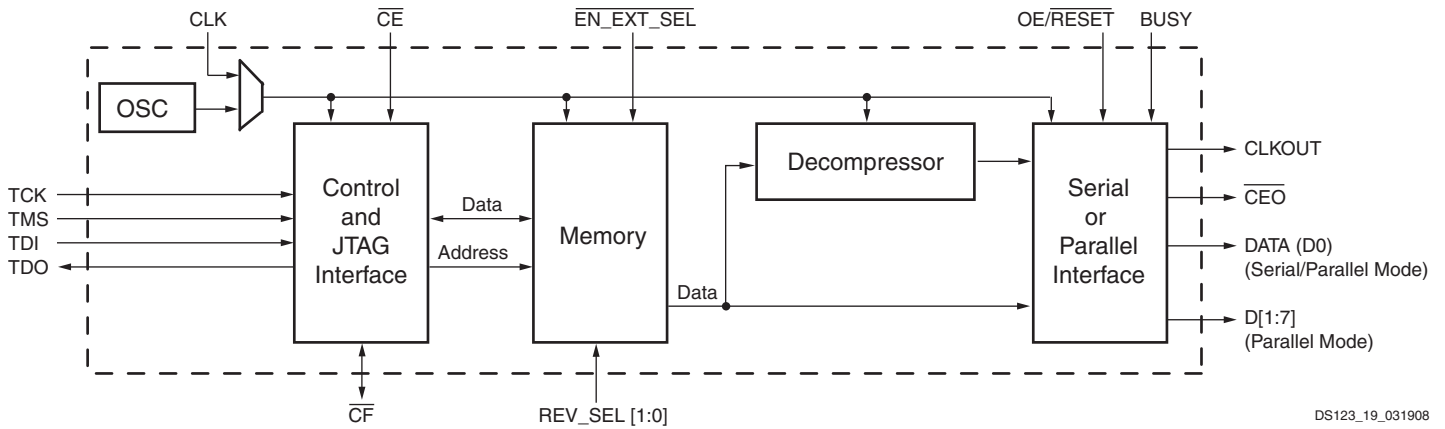 CLK
CE
EN_EXT_SEL
OE/RESET
BUSY
OSC
Control
and
JTAG
Interface
Memory
Decompressor
Serial
or
Parallel
Interface
TCK
TMS
TDI
TDO
Data
Address
Data
CLKOUT
CEO
DATA (D0)
(Serial/Parallel Mode)
D[1:7]
(Parallel Mode)
CF
REV_SEL [1:0]
DS123_19_031908